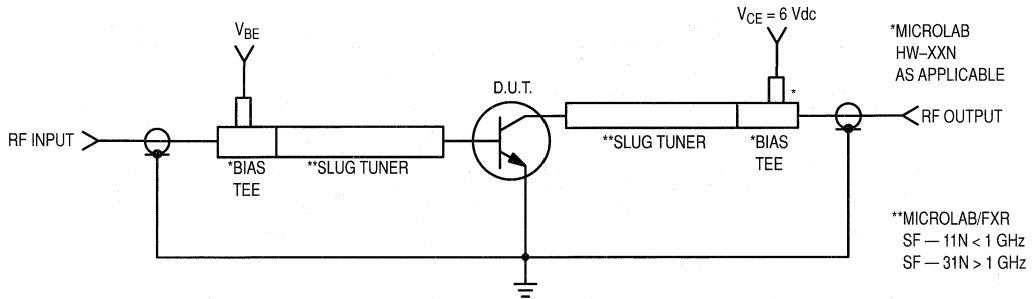 V_BE
V_CE = 6 Vdc
*MICROLAB
HW–XXN
AS APPLICABLE
D.U.T.
*
RF INPUT
RF OUTPUT
*BIAS
TEE
**SLUG TUNER
**SLUG TUNER
*BIAS
TEE
**MICROLAB/FXR
SF — 11N < 1 GHz
SF — 31N > 1 GHz